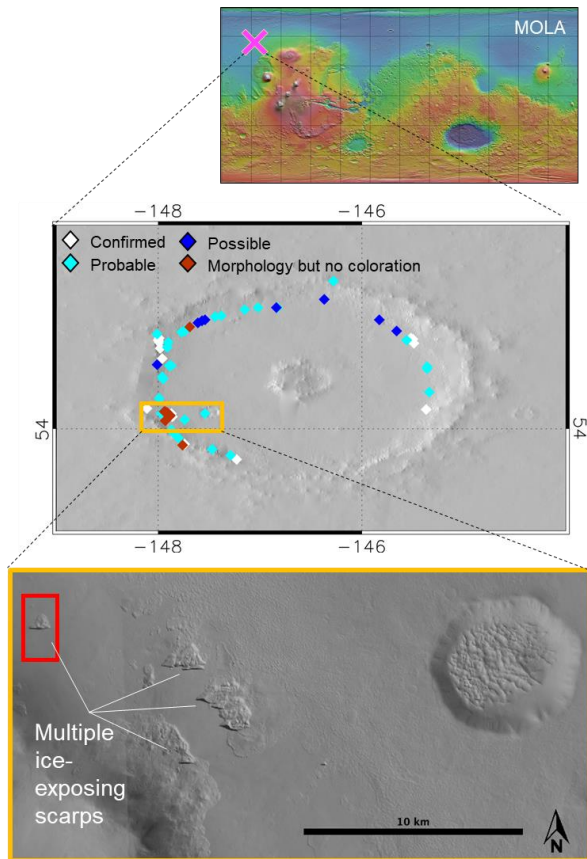 MOLA
−148
−146
Confirmed
Possible
Probable
Morphology but no coloration
54
54
−148
−146
Multiple
ice-
exposing
scarps
10 km
N